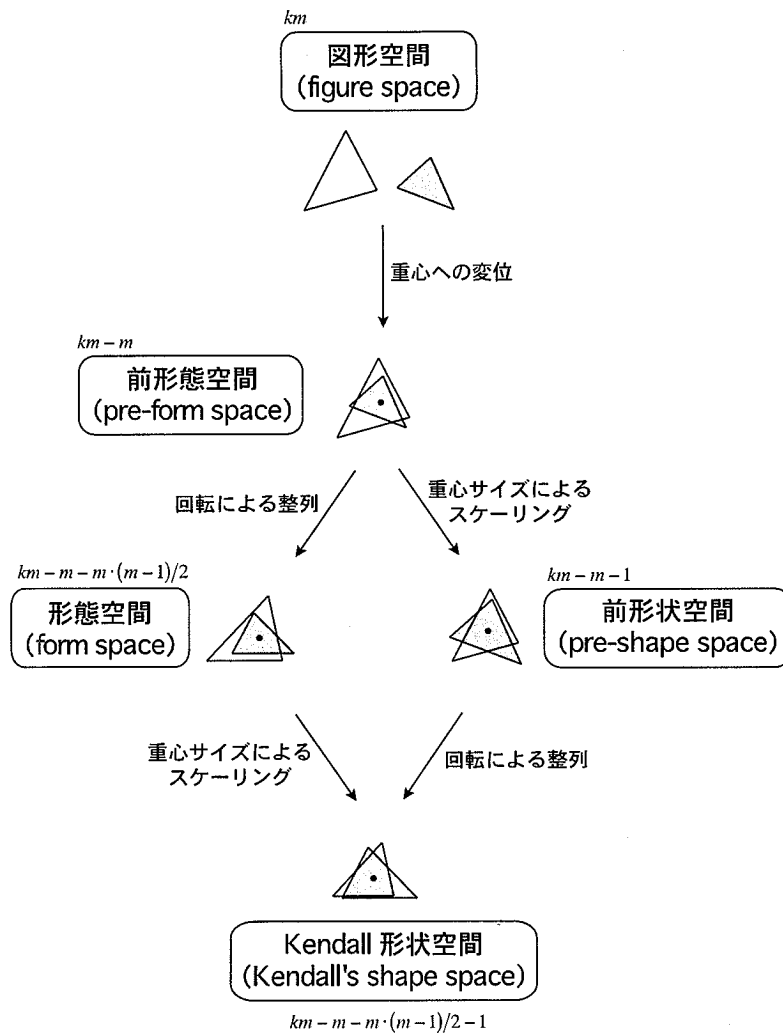 km
図形空間
(figure space)
重心への変位
km − m
前形態空間
(pre-form space)
回転による整列
重心サイズによる
スケーリング
km − m − m·(m−1)/2
形態空間
(form space)
km − m − 1
前形状空間
(pre-shape space)
重心サイズによる
スケーリング
回転による整列
Kendall 形状空間
(Kendall's shape space)
km − m − m·(m−1)/2 − 1